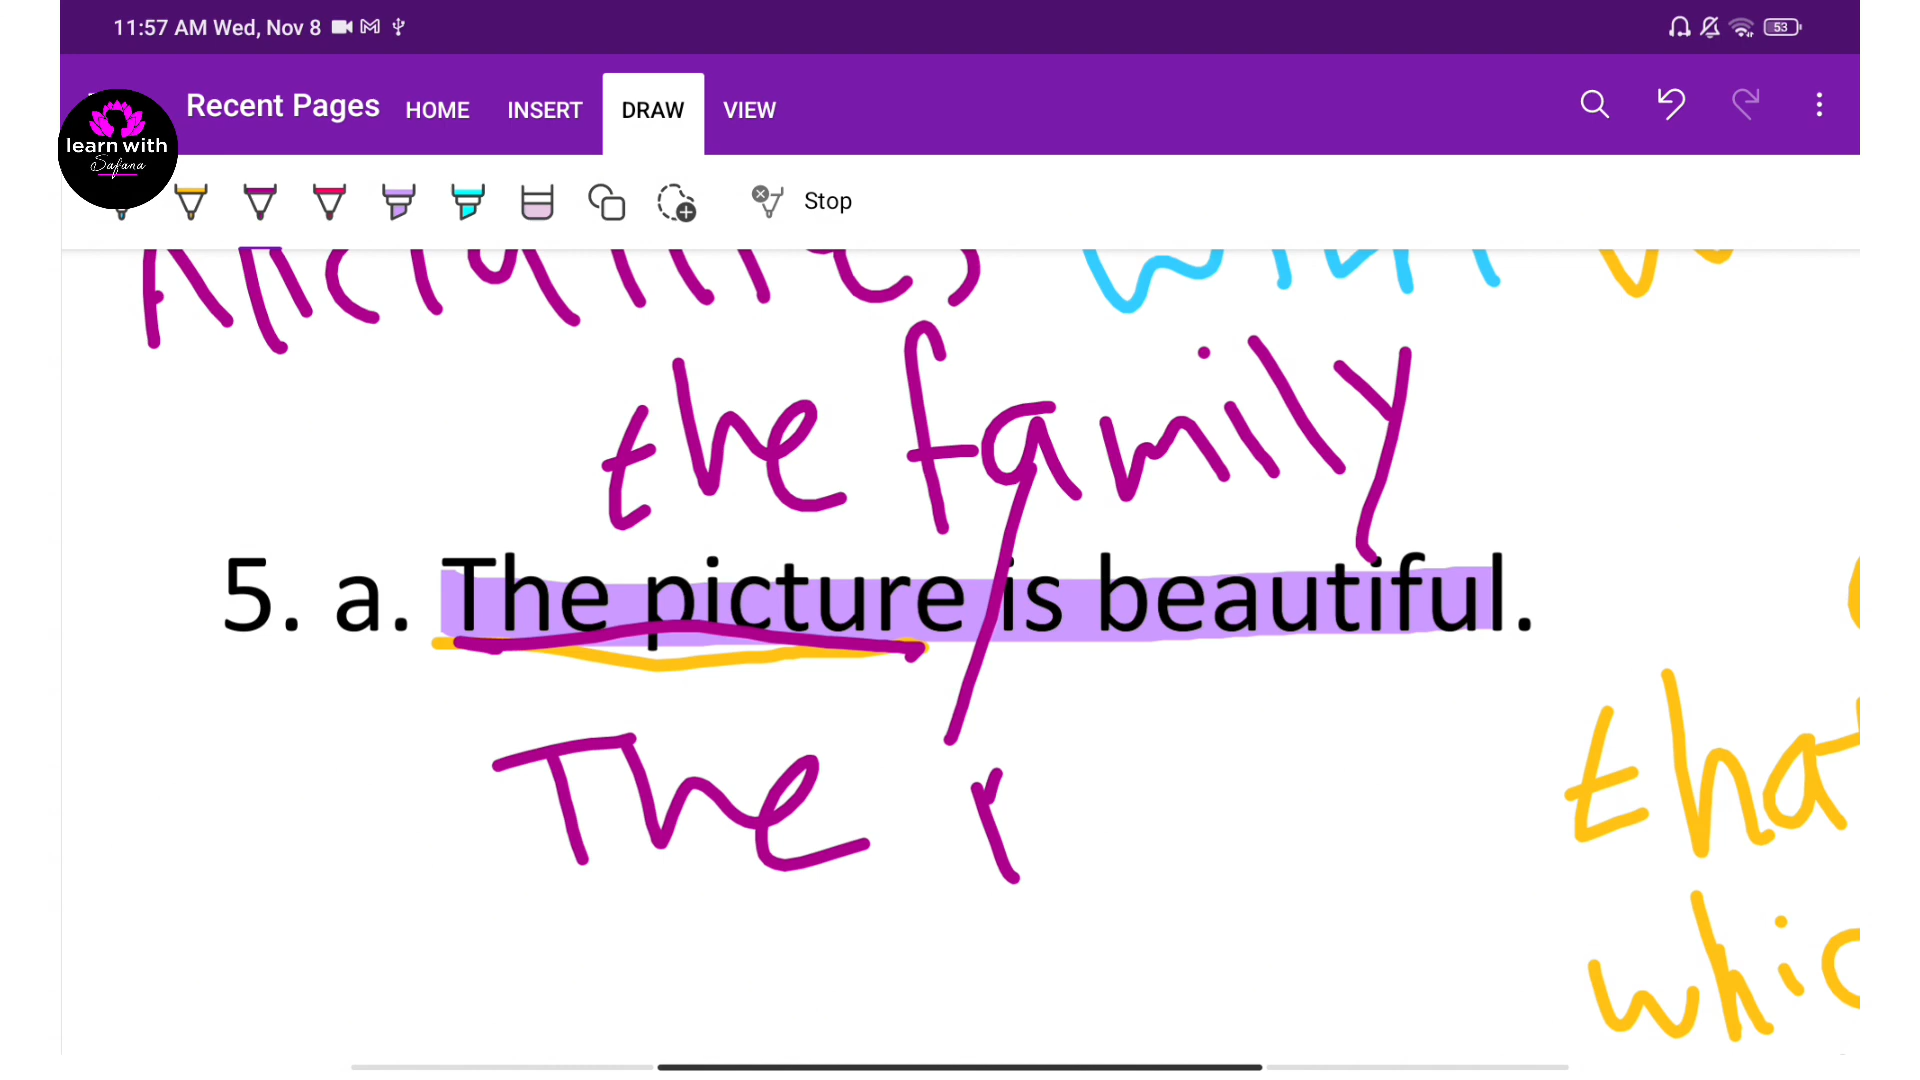 11:57 AM Wed, Nov 8
53
learn with
Safana
Recent Pages HOME INSERT DRAW VIEW
Stop
the family
5. a. The picture is beautiful.
The
tha
whic